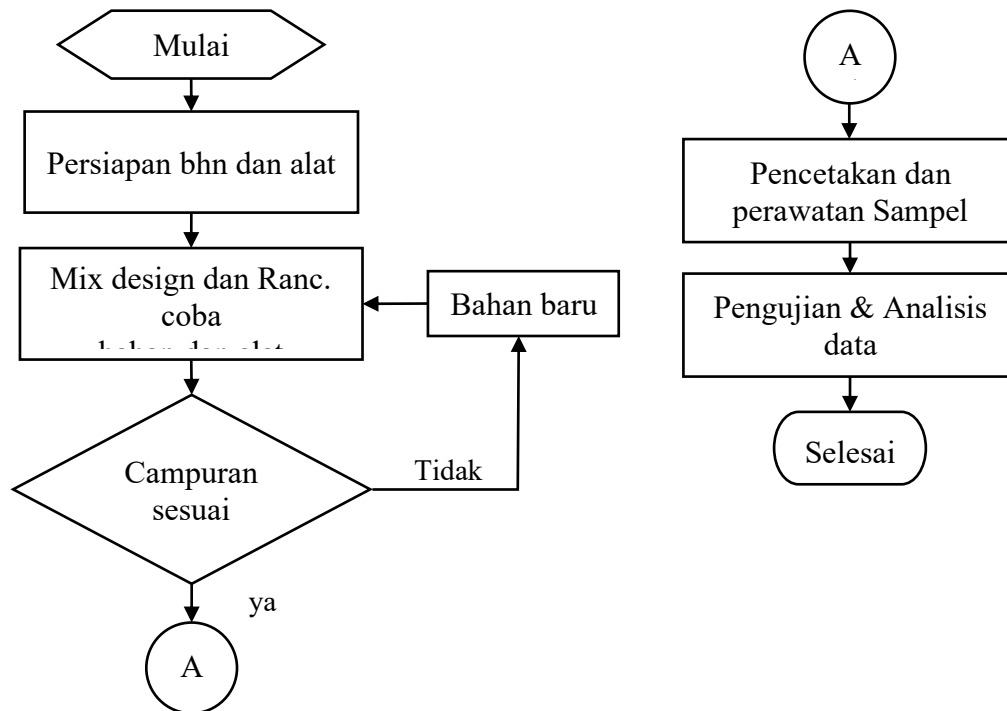 Mulai
Persiapan bhn dan alat
Mix design dan Ranc.
coba
Bahan baru
Campuran
sesuai
Tidak
ya
A
A
Pencetakan dan
perawatan Sampel
Pengujian & Analisis
data
Selesai